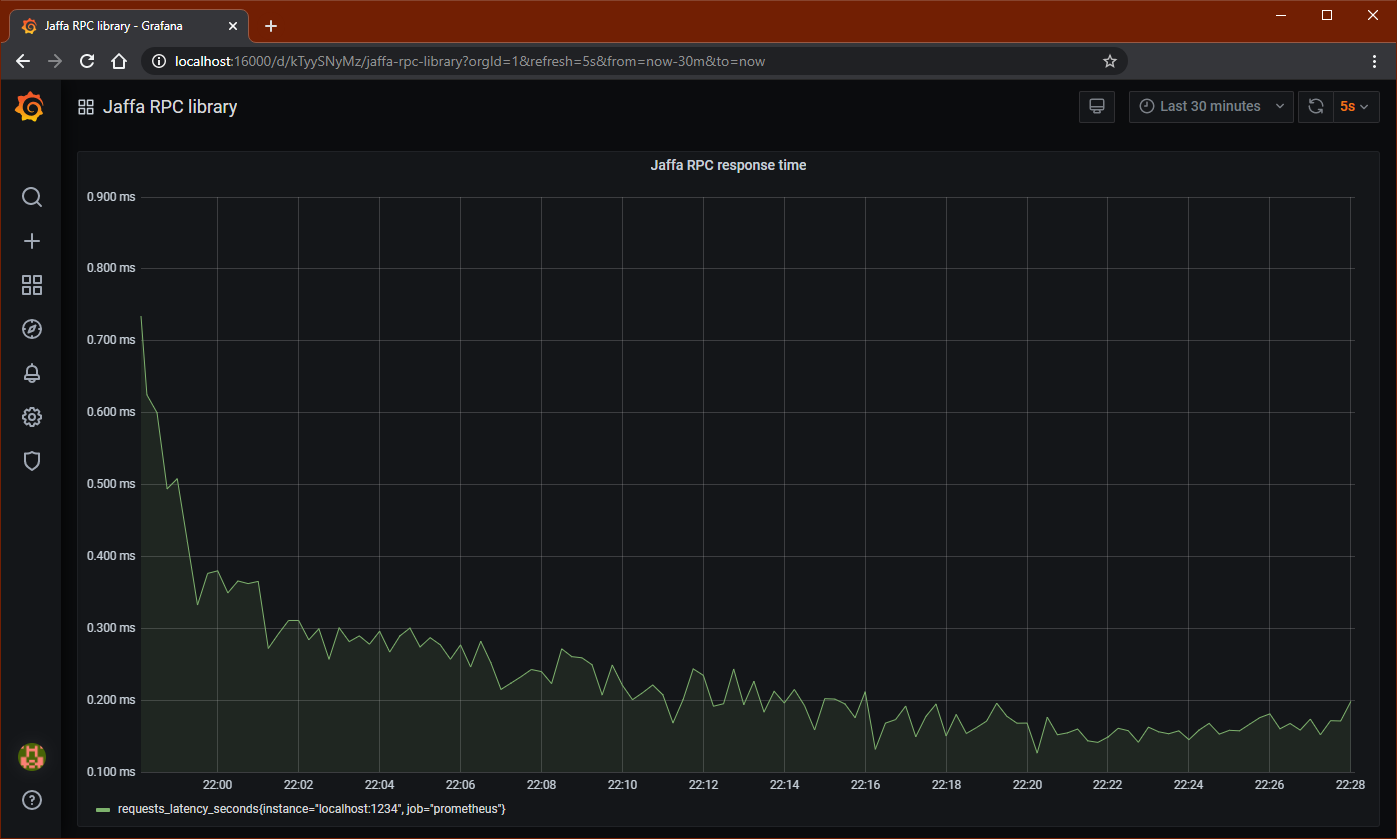 Jaffa RPC library - Grafana
localhost:16000/d/kTyySNyMz/jaffa-rpc-library?orgId=1&refresh=5s&from=now-30m&to=now
Jaffa RPC library
Last 30 minutes
5s
Jaffa RPC response time
0.900 ms
0.800 ms
0.700 ms
0.600 ms
0.500 ms
0.400 ms
0.300 ms
0.200 ms
0.100 ms
22:00 22:02 22:04 22:06 22:08 22:10 22:12 22:14 22:16 22:18 22:20 22:22 22:24 22:26 22:28
requests_latency_seconds{instance="localhost:1234", job="prometheus"}